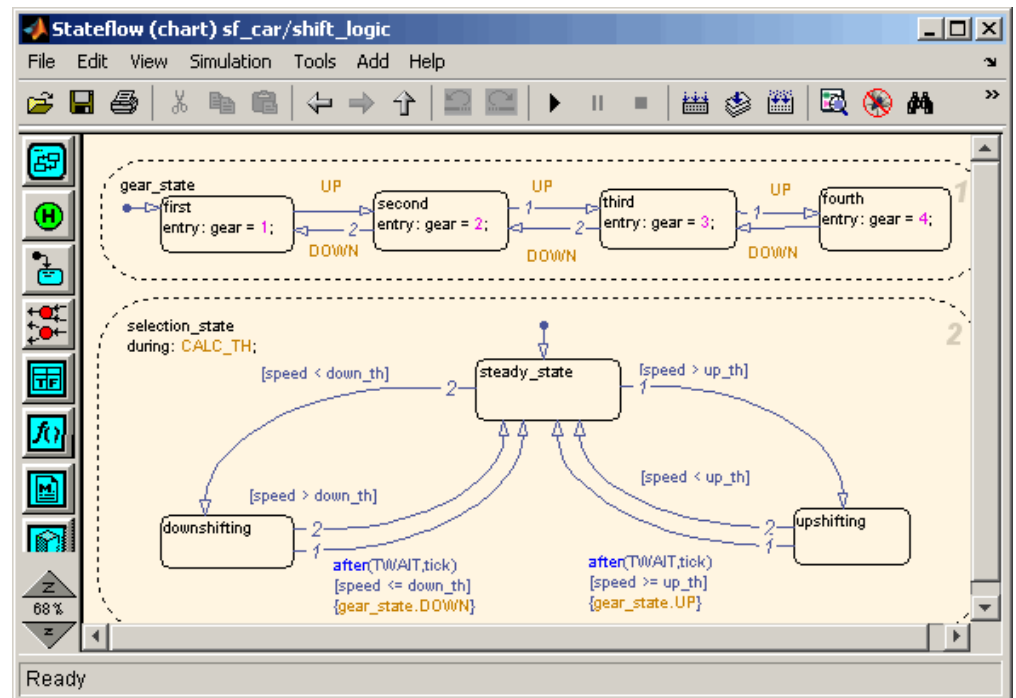 Stateflow (chart) sf_car/shift_logic
File Edit View Simulation Tools Add Help
»
gear_state
UP
UP
UP
1
first
entry: gear = 1;
second
entry: gear = 2;
third
entry: gear = 3;
fourth
entry: gear = 4;
1
1
2
2
DOWN
DOWN
DOWN
selection_state
during: CALC_TH;
2
[speed < down_th]
2
steady_state
[speed > up_th]
1
[speed > down_th]
[speed < up_th]
downshifting
2
1
upshifting
2
1
after(TWAIT,tick)
[speed <= down_th]
{gear_state.DOWN}
after(TWAIT,tick)
[speed >= up_th]
{gear_state.UP}
H
TF
f()
M
Z
68%
Z
Ready